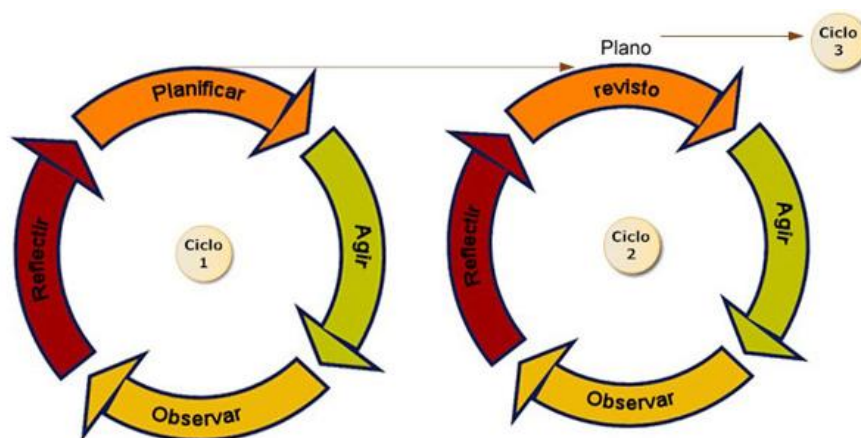 Planificar
Agir
Observar
Reflectir
Ciclo
1
Plano
revisto
Agir
Observar
Reflectir
Ciclo
2
Ciclo
3